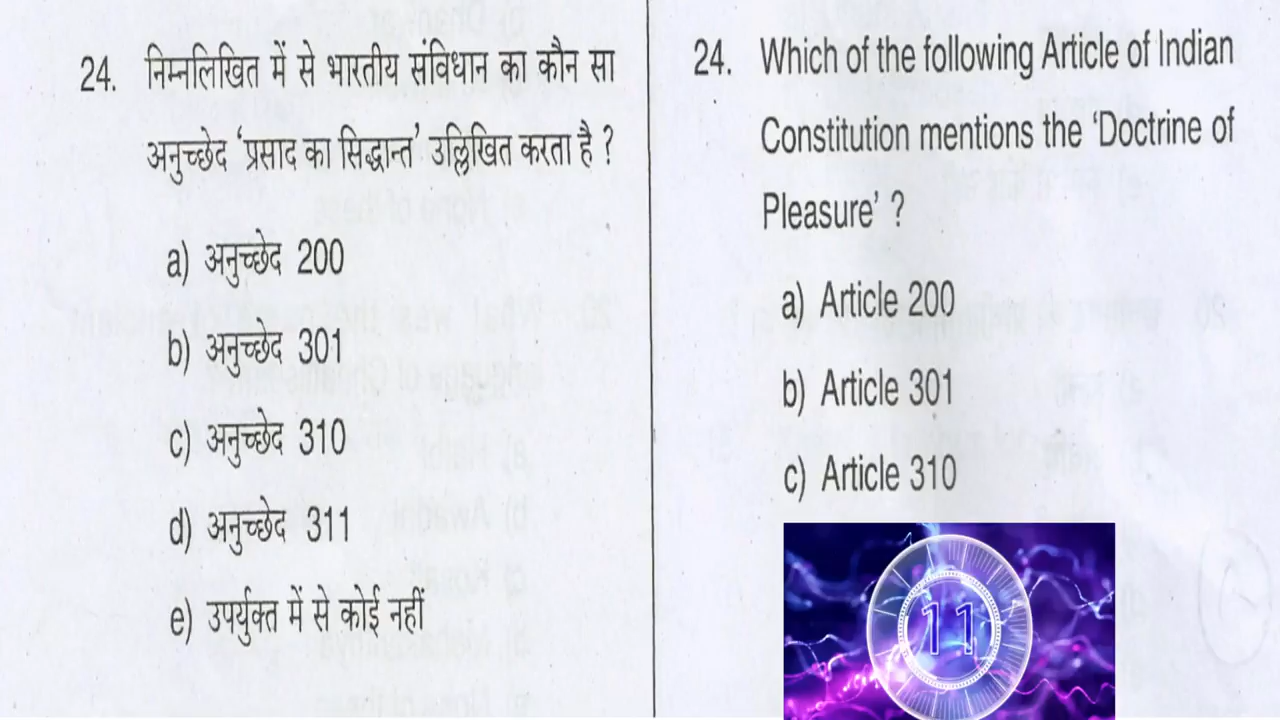 24. निम्नलिखित में से भारतीय संविधान का कौन सा
अनुच्छेद 'प्रसाद का सिद्धान्त' उल्लिखित करता है ?
a) अनुच्छेद 200
b) अनुच्छेद 301
c) अनुच्छेद 310
d) अनुच्छेद 311
e) उपर्युक्त में से कोई नहीं
24. Which of the following Article of Indian
Constitution mentions the 'Doctrine of
Pleasure' ?
a) Article 200
b) Article 301
c) Article 310
11